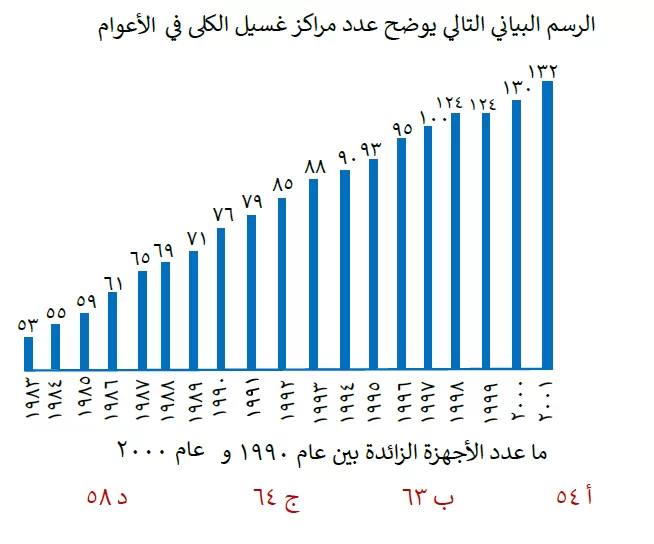 الرسم البياني التالي يوضح عدد مراكز غسيل الكلى في الأعوام
٥٣ ٥٥ ٥٩ ٦١ ٦٥ ٦٩ ٧١ ٧٦ ٧٩ ٨٥ ٨٨ ٩٠ ٩٣ ٩٥ ١٠٠ ١٢٤ ١٢٤ ١٣٠ ١٣٢
١٩٨٣ ١٩٨٤ ١٩٨٥ ١٩٨٦ ١٩٨٧ ١٩٨٨ ١٩٨٩ ١٩٩٠ ١٩٩١ ١٩٩٢ ١٩٩٣ ١٩٩٤ ١٩٩٥ ١٩٩٦ ١٩٩٧ ١٩٩٨ ١٩٩٩ ٢٠٠٠ ٢٠٠١
ما عدد الأجهزة الزائدة بين عام ١٩٩٠ و عام ٢٠٠٠
أ ٥٤ ب ٦٣ ج ٦٤ د ٥٨